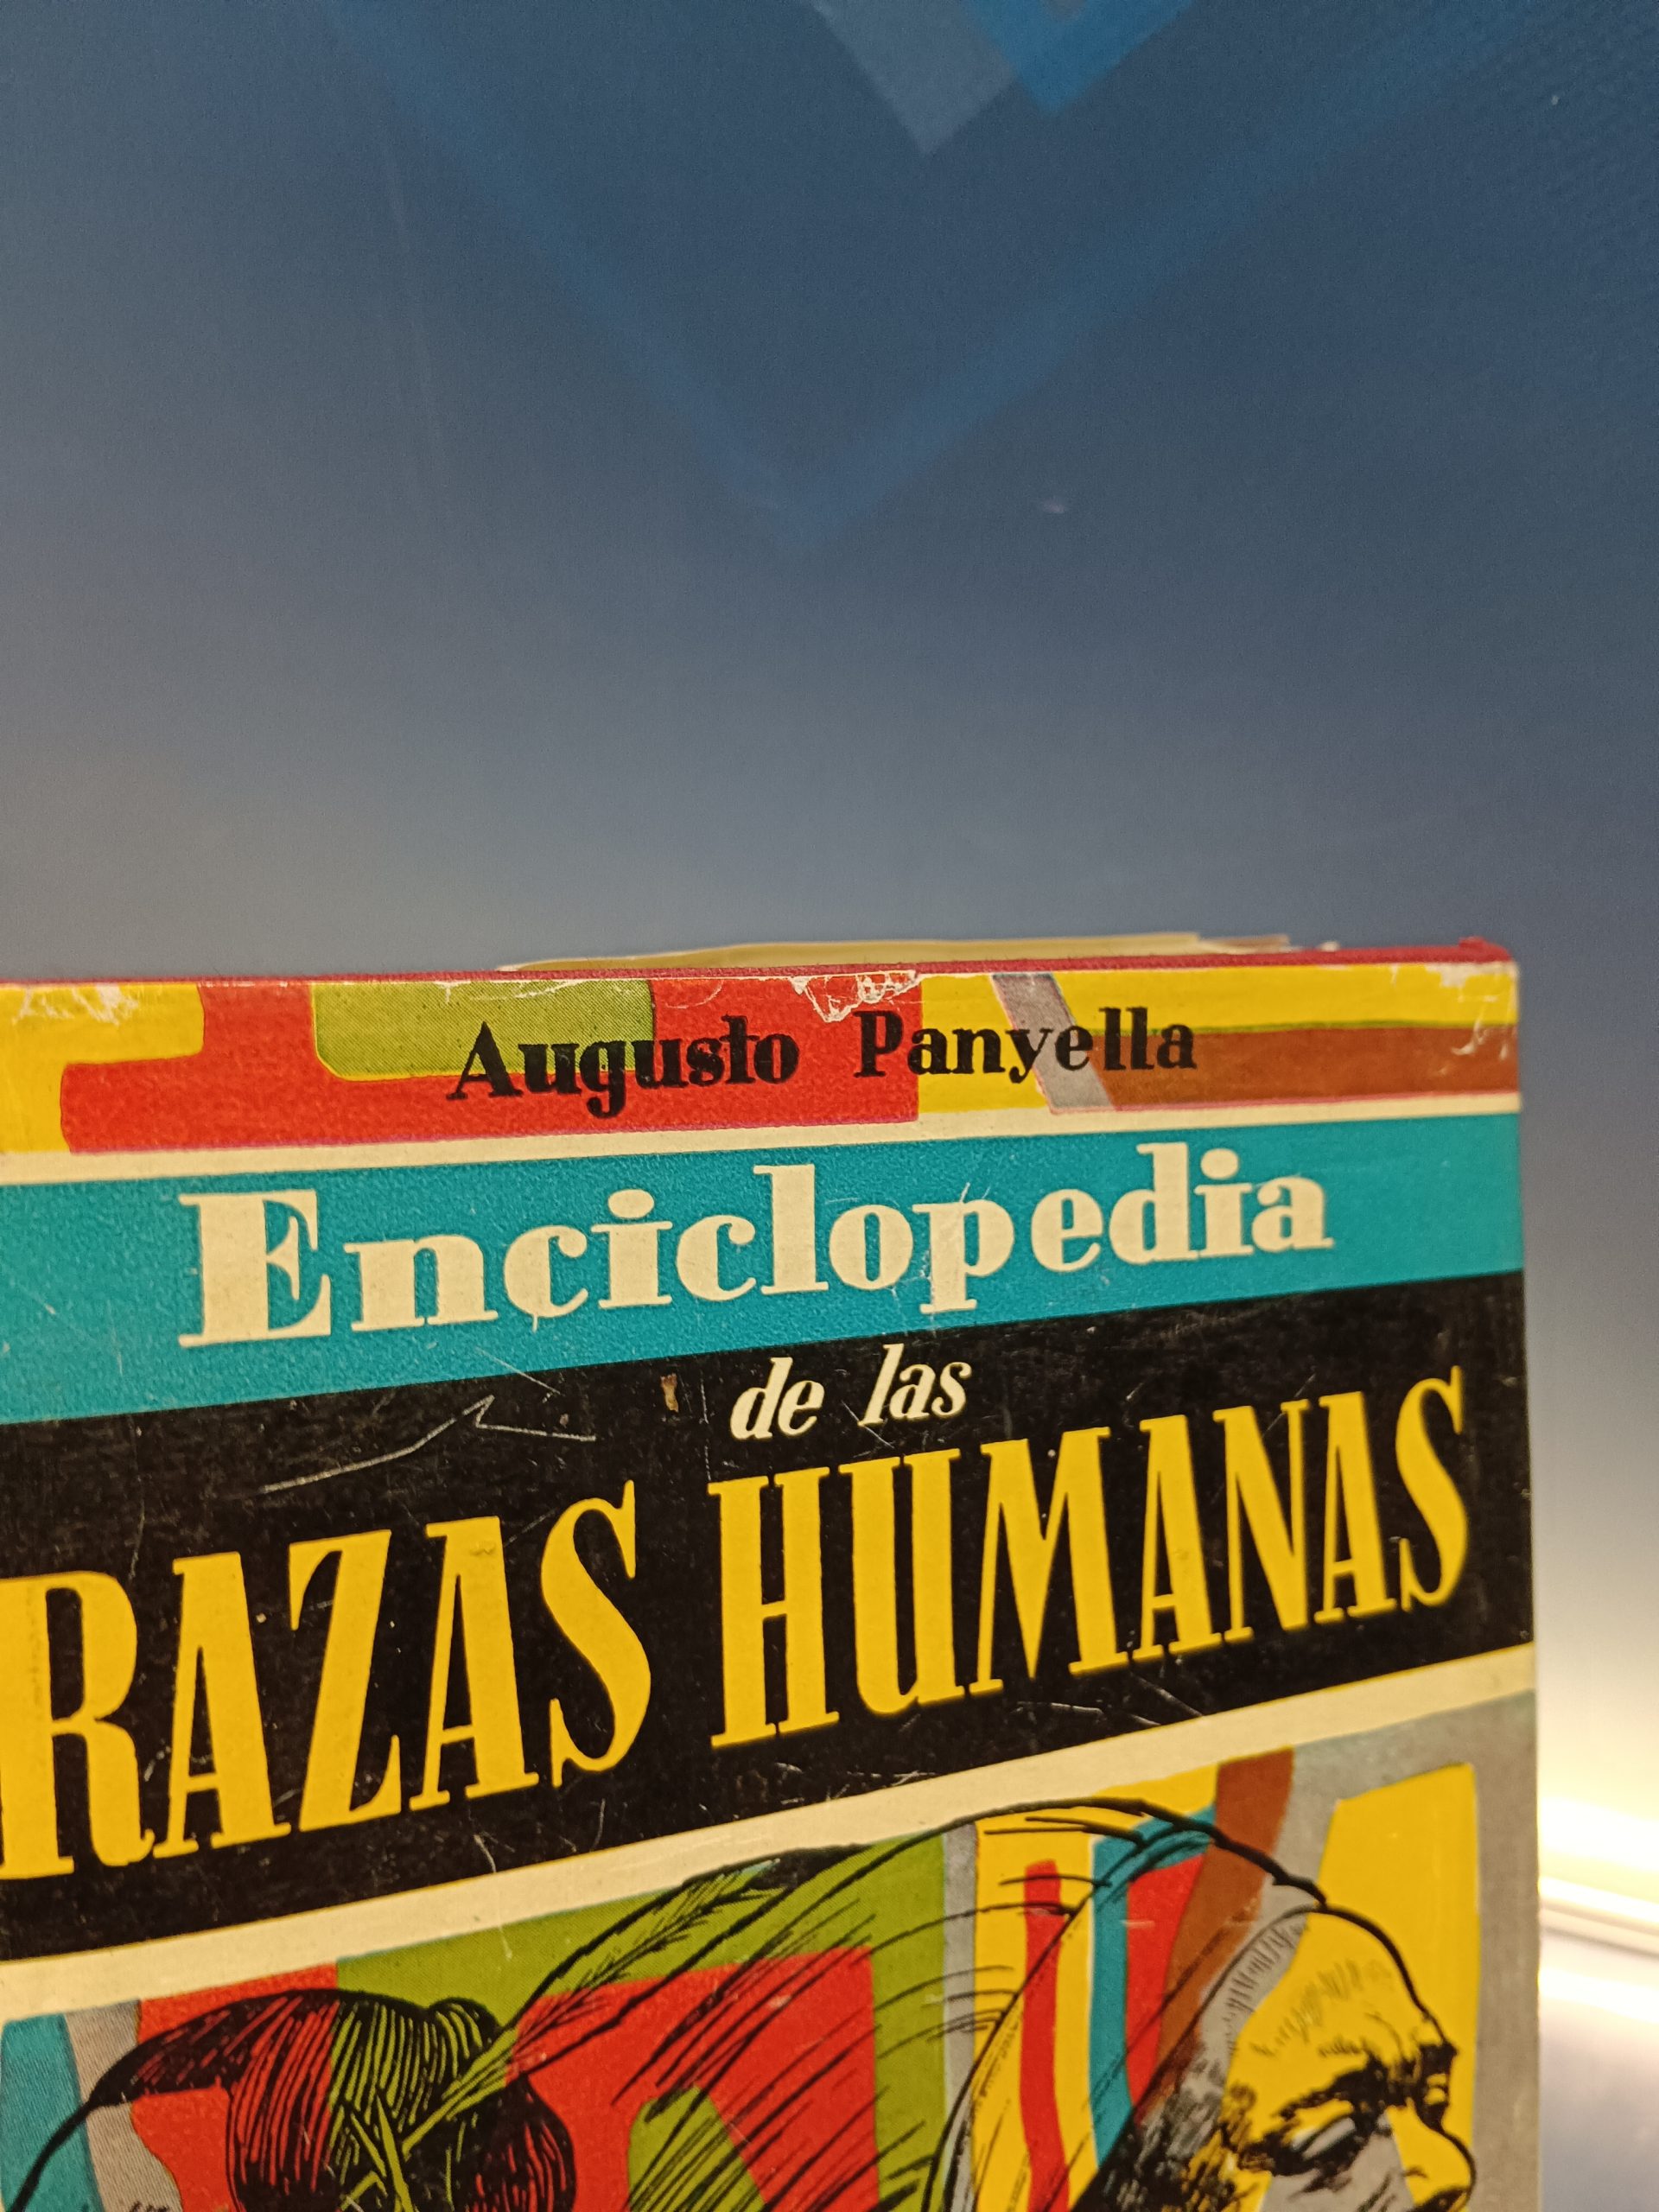 Augusto Panyella
Enciclopedia
de las
RAZAS HUMANAS